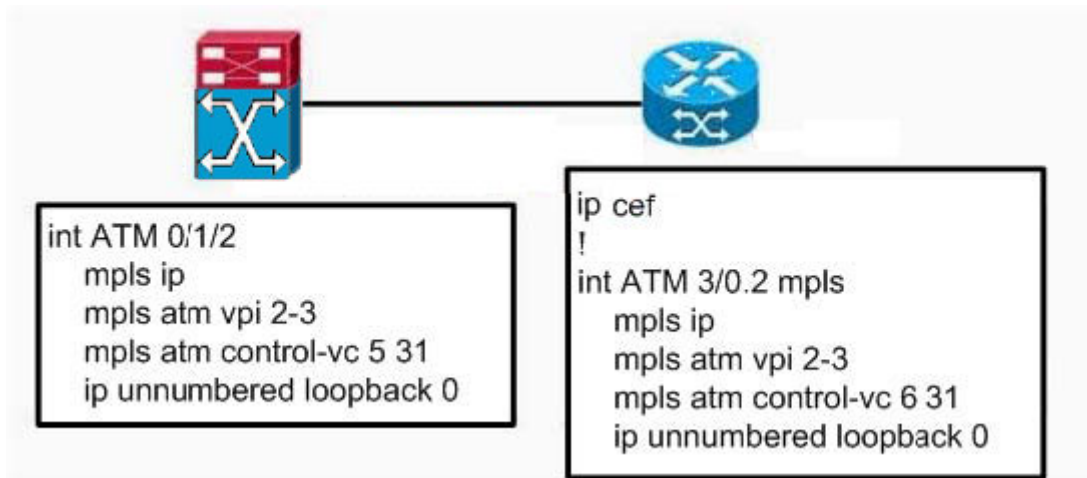 int ATM 0/1/2
mpls ip
mpls atm vpi 2-3
mpls atm control-vc 5 31
ip unnumbered loopback 0
ip cef
!
int ATM 3/0.2 mpls
mpls ip
mpls atm vpi 2-3
mpls atm control-vc 6 31
ip unnumbered loopback 0